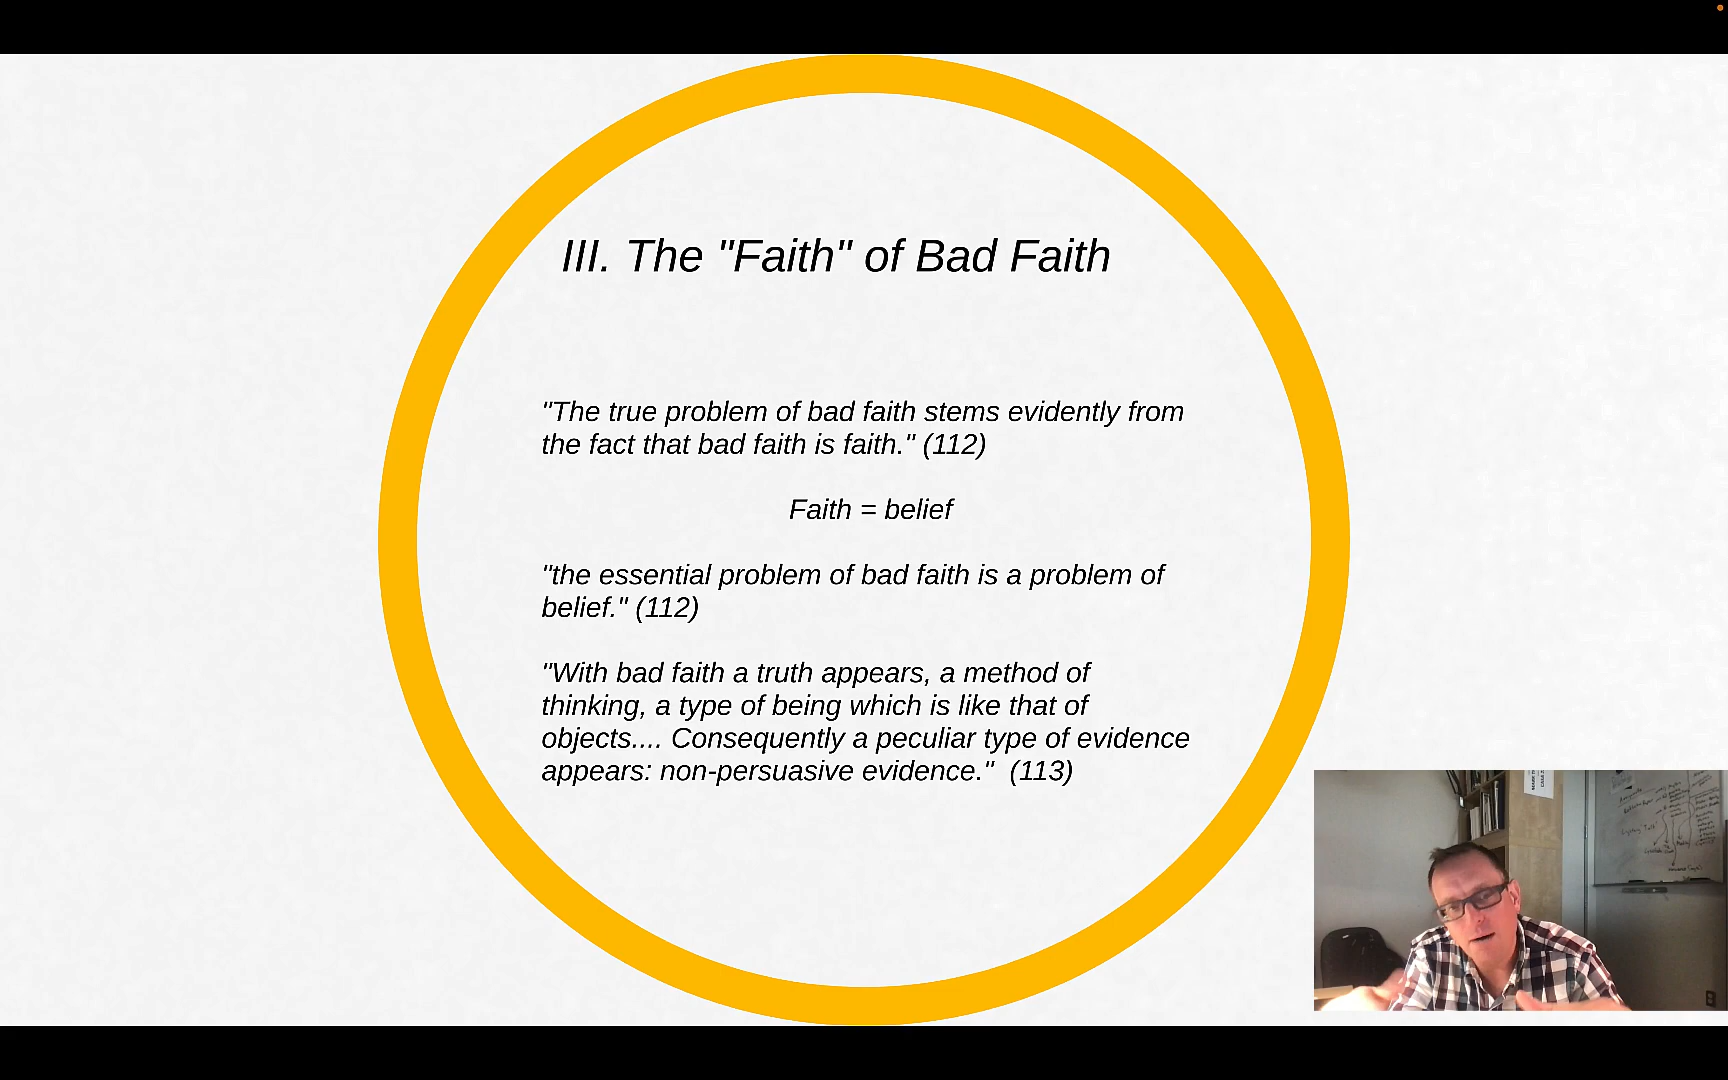 III. The "Faith" of Bad Faith
"The true problem of bad faith stems evidently from
the fact that bad faith is faith." (112)
Faith = belief
"the essential problem of bad faith is a problem of
belief." (112)
"With bad faith a truth appears, a method of
thinking, a type of being which is like that of
objects.... Consequently a peculiar type of evidence
appears: non-persuasive evidence."  (113)